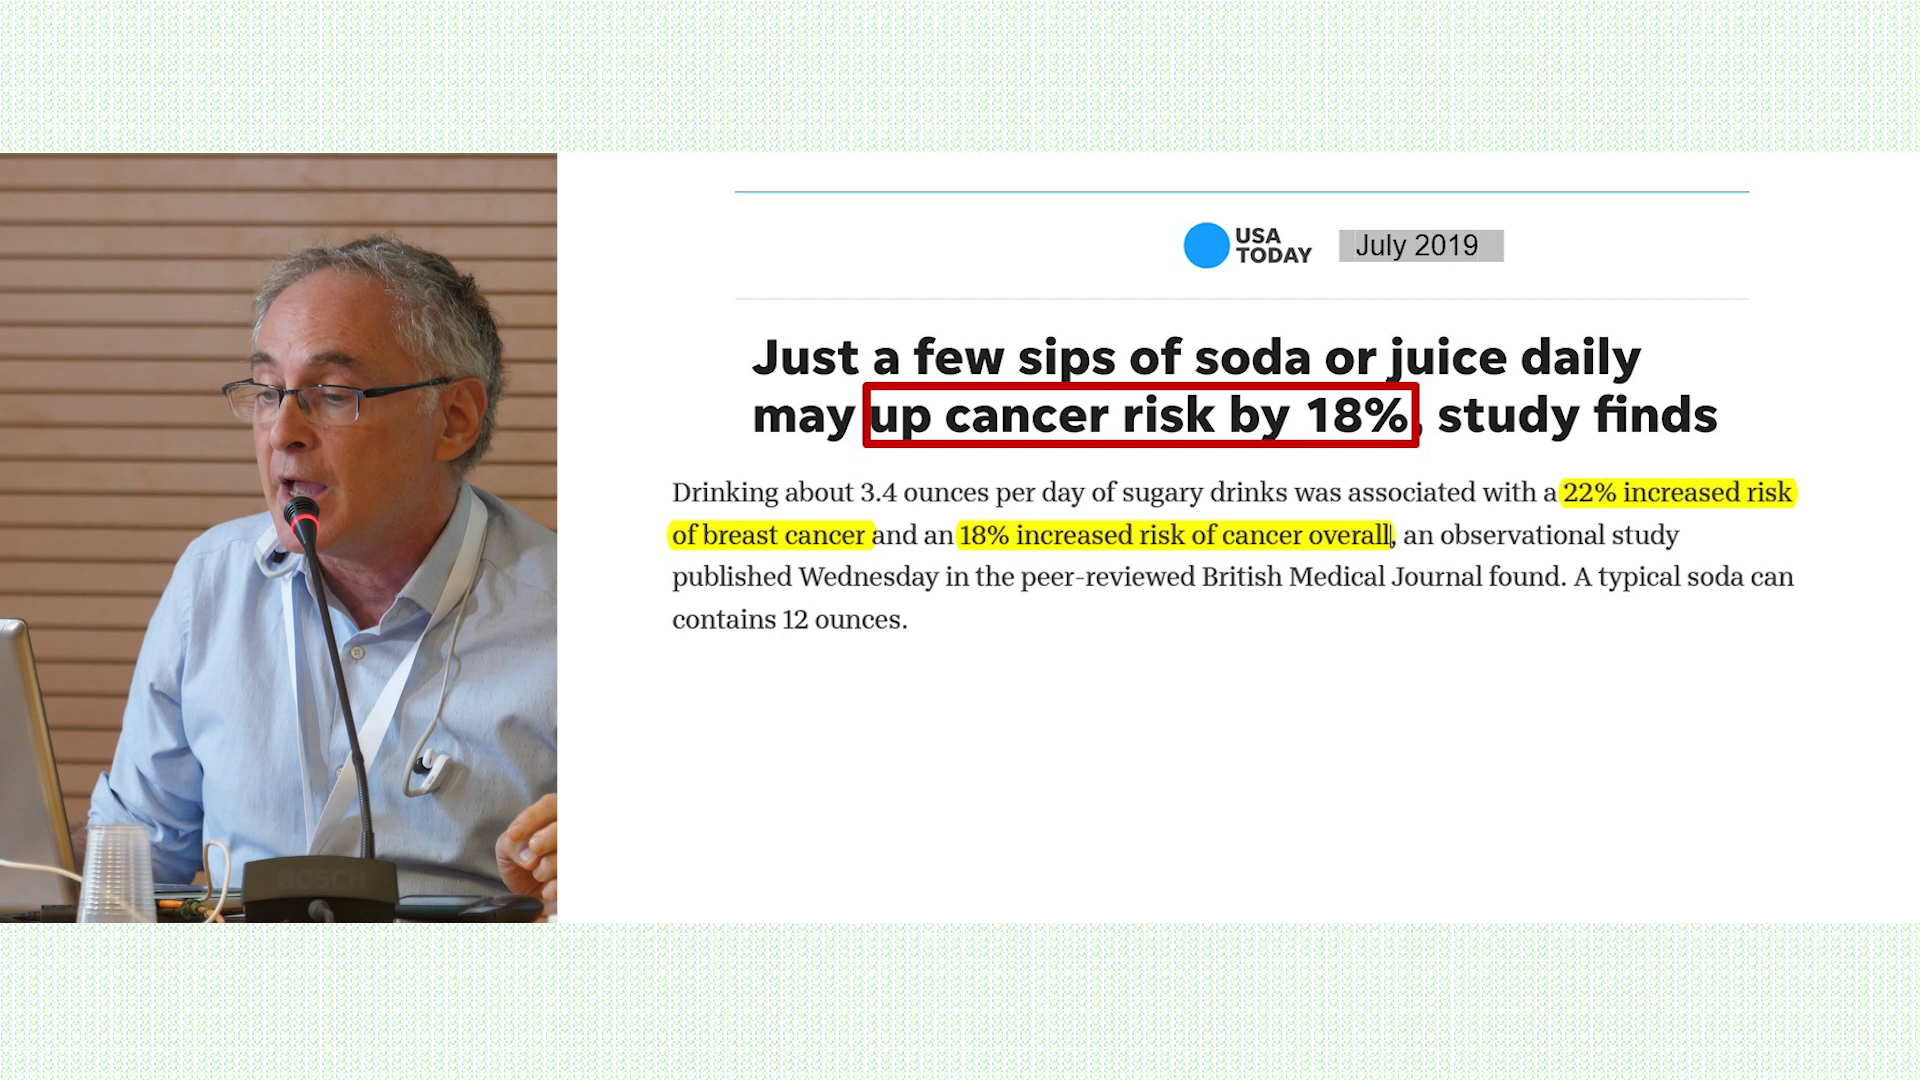 USA
TODAY
July 2019
Just a few sips of soda or juice daily
may up cancer risk by 18%, study finds
Drinking about 3.4 ounces per day of sugary drinks was associated with a 22% increased risk
of breast cancer and an 18% increased risk of cancer overall, an observational study
published Wednesday in the peer-reviewed British Medical Journal found. A typical soda can
contains 12 ounces.
BOSCH